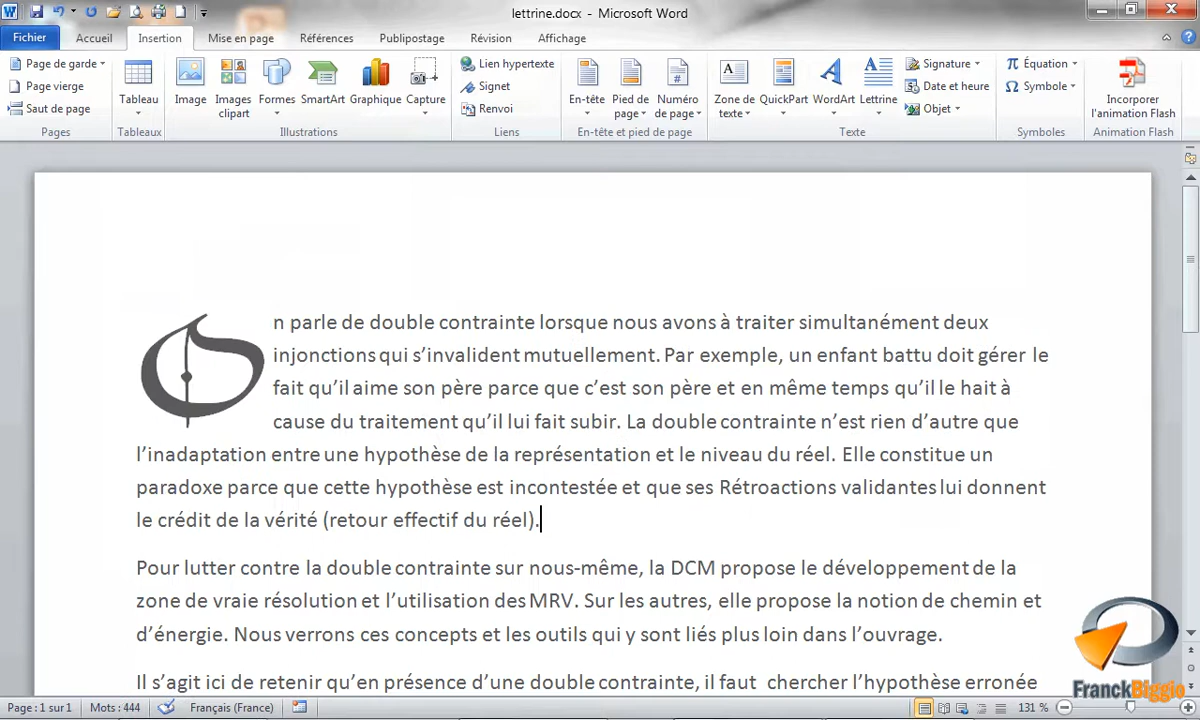 lettrine.docx - Microsoft Word
Fichier Accueil Insertion Mise en page Références Publipostage Révision Affichage
Page de garde
Page vierge
Saut de page
Pages
Tableau
Tableaux
Image Images clipart Formes SmartArt Graphique Capture
Illustrations
Lien hypertexte
Signet
Renvoi
Liens
En-tête Pied de page Numéro de page
En-tête et pied de page
Zone de texte QuickPart WordArt Lettrine
Signature
Date et heure
Objet
Texte
Équation
Symbole
Symboles
Incorporer l'animation Flash
Animation Flash
On parle de double contrainte lorsque nous avons à traiter simultanément deux
injonctions qui s’invalident mutuellement. Par exemple, un enfant battu doit gérer le
fait qu’il aime son père parce que c’est son père et en même temps qu’il le hait à
cause du traitement qu’il lui fait subir. La double contrainte n’est rien d’autre que
l’inadaptation entre une hypothèse de la représentation et le niveau du réel. Elle constitue un
paradoxe parce que cette hypothèse est incontestée et que ses Rétroactions validantes lui donnent
le crédit de la vérité (retour effectif du réel).
Pour lutter contre la double contrainte sur nous-même, la DCM propose le développement de la
zone de vraie résolution et l’utilisation des MRV. Sur les autres, elle propose la notion de chemin et
d’énergie. Nous verrons ces concepts et les outils qui y sont liés plus loin dans l’ouvrage.
Il s’agit ici de retenir qu’en présence d’une double contrainte, il faut chercher l’hypothèse erronée
FranckBiggio
Page : 1 sur 1 Mots : 444 Français (France) 131 %